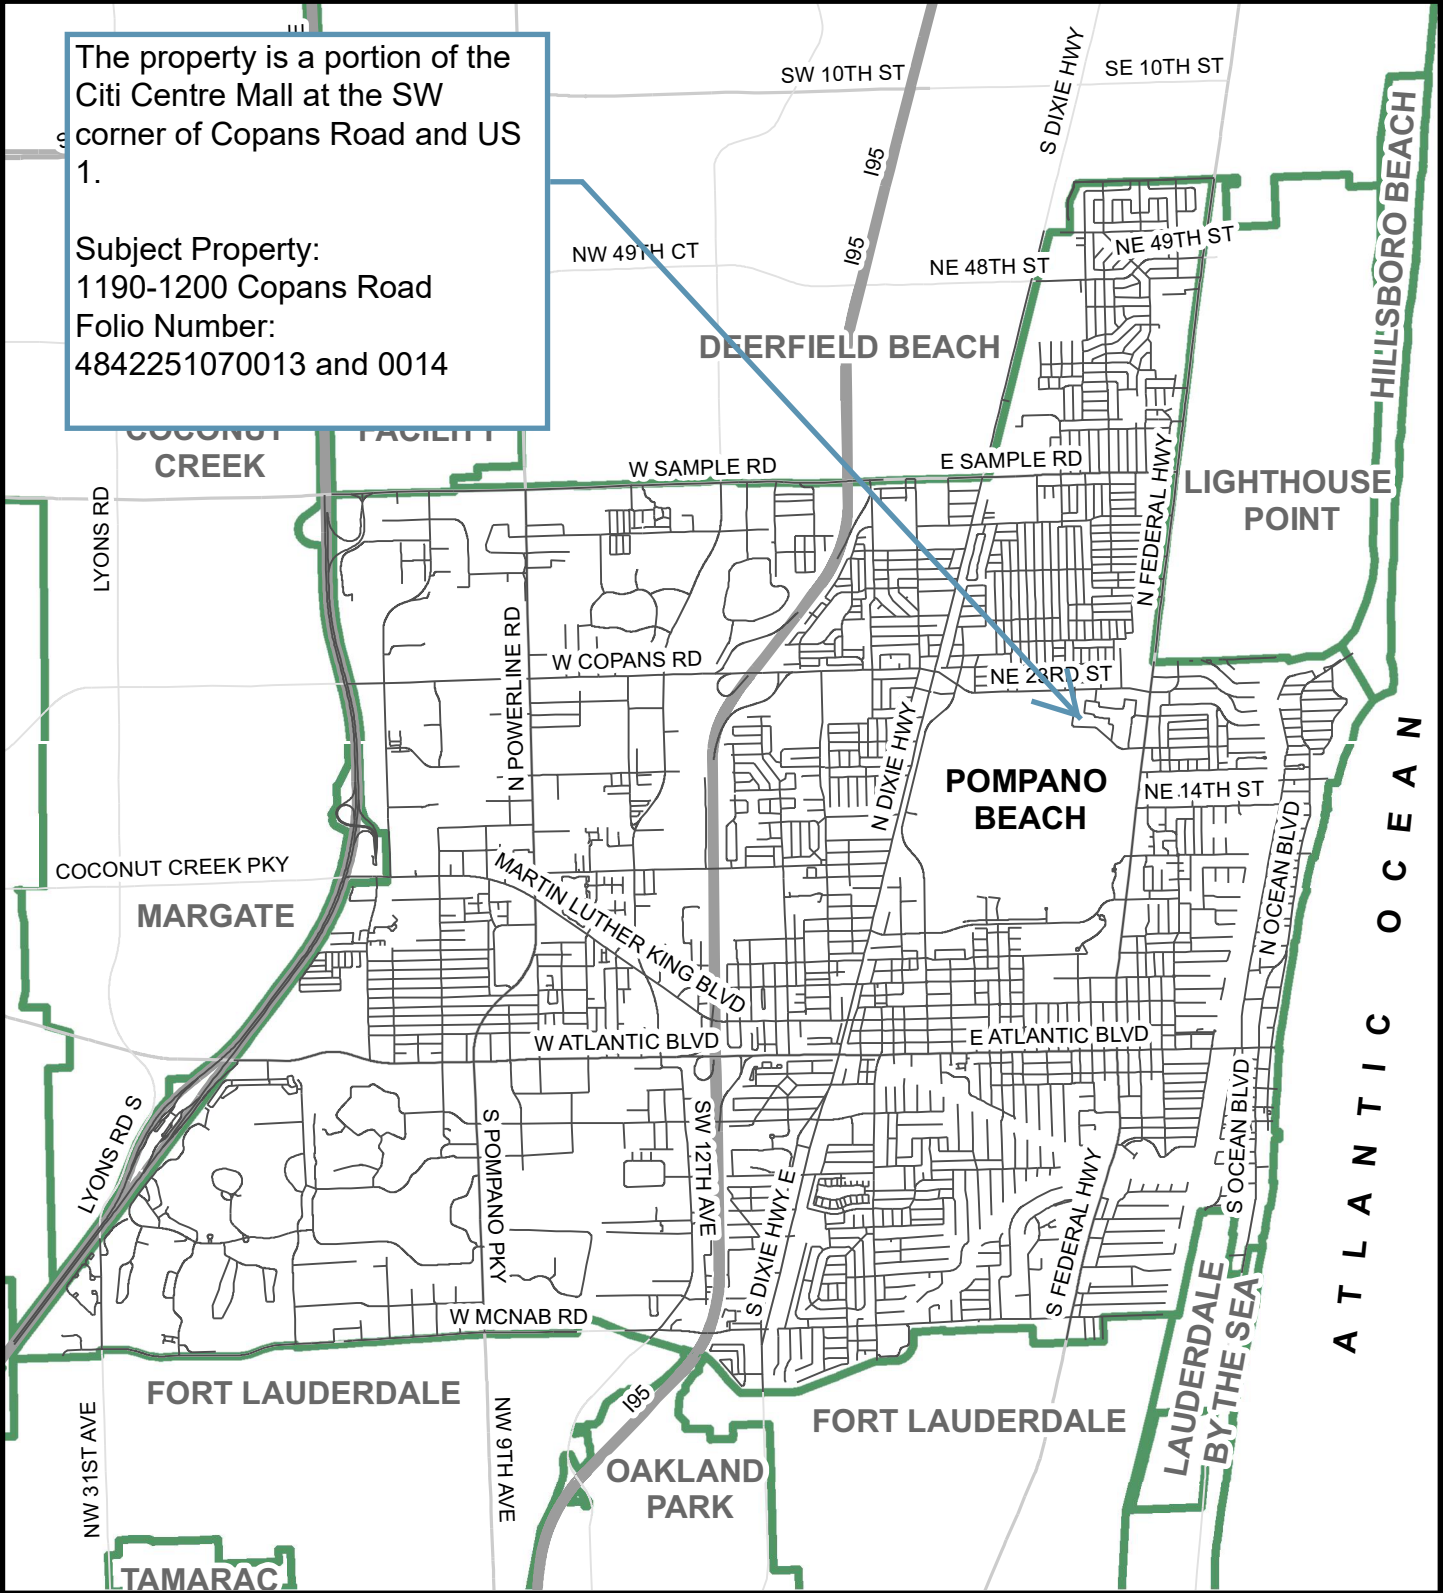 The property is a portion of the
Citi Centre Mall at the SW
corner of Copans Road and US
1.
Subject Property:
1190-1200 Copans Road
Folio Number:
4842251070013 and 0014
SW 10TH ST
SE 10TH ST
S DIXIE HWY
I95
I95
HILLSBORO BEACH
NW 49TH CT
NE 48TH ST
NE 49TH ST
DEERFIELD BEACH
COCONUT
CREEK
FACILITY
W SAMPLE RD
E SAMPLE RD
LYONS RD
N FEDERAL HWY
LIGHTHOUSE
POINT
N POWERLINE RD
W COPANS RD
NE 23RD ST
N DIXIE HWY
POMPANO
BEACH
NE 14TH ST
COCONUT CREEK PKY
MARTIN LUTHER KING BLVD
MARGATE
N OCEAN BLVD
ATLANTIC OCEAN
W ATLANTIC BLVD
E ATLANTIC BLVD
LYONS RD S
S POMPANO PKY
SW 12TH AVE
S DIXIE HWY E
S FEDERAL HWY
S OCEAN BLVD
W MCNAB RD
LAUDERDALE
BY THE SEA
FORT LAUDERDALE
FORT LAUDERDALE
I95
NW 31ST AVE
NW 9TH AVE
OAKLAND
PARK
TAMARAC